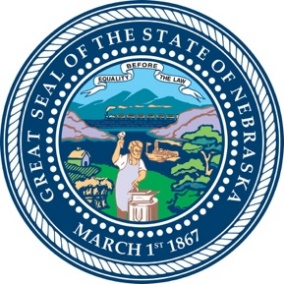 GREAT SEAL OF THE STATE OF NEBRASKA
EQUALITY BEFORE THE LAW
MARCH 1ST 1867